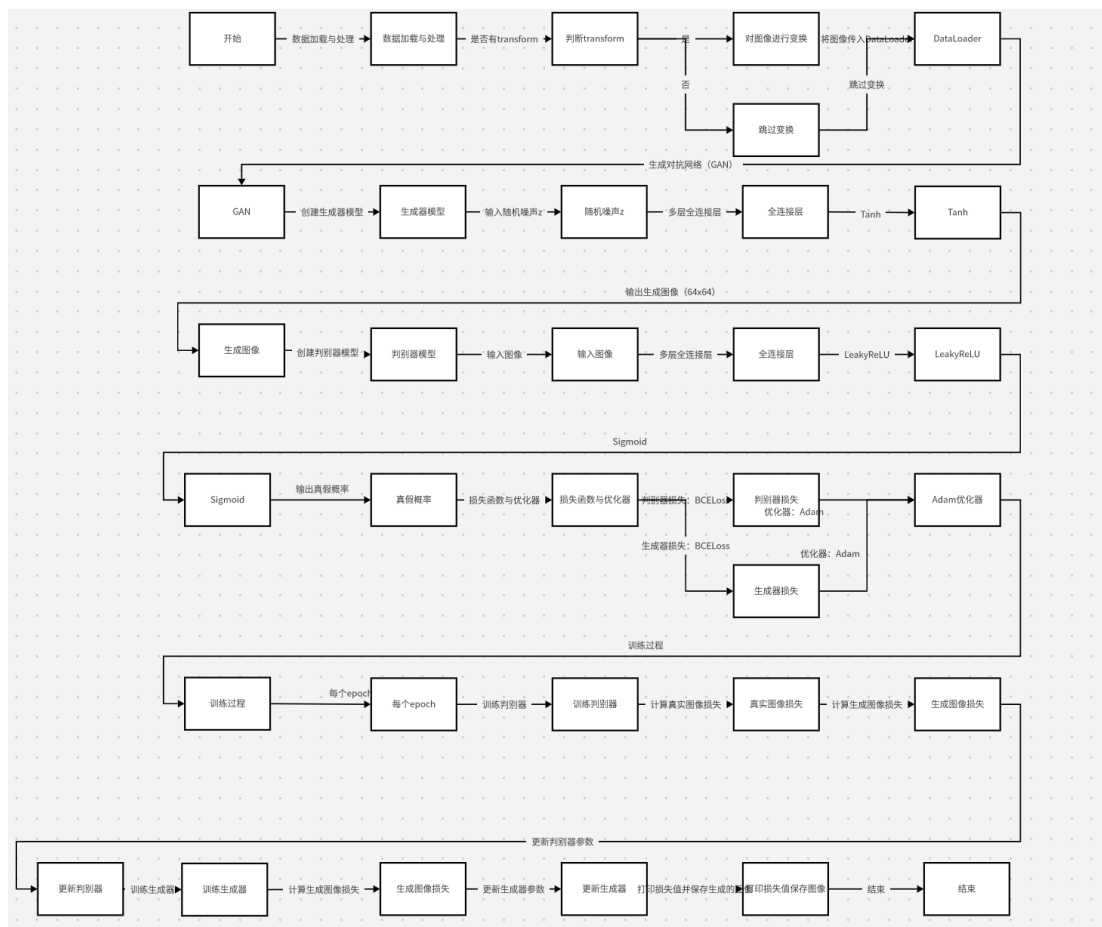 开始
数据加载与处理
数据加载与处理
是否有transform
判断transform
是
对图像进行变换
将图像传入DataLoader
DataLoader
否
跳过变换
跳过变换
生成对抗网络（GAN）
GAN
创建生成器模型
生成器模型
输入随机噪声z
随机噪声z
多层全连接层
全连接层
Tanh
Tanh
输出生成图像（64x64）
生成图像
创建判别器模型
判别器模型
输入图像
输入图像
多层全连接层
全连接层
LeakyReLU
LeakyReLU
Sigmoid
Sigmoid
输出真假概率
真假概率
损失函数与优化器
损失函数与优化器
判别器损失：BCELoss
判别器损失
优化器：Adam
Adam优化器
生成器损失：BCELoss
优化器：Adam
生成器损失
训练过程
训练过程
每个epoch
每个epoch
训练判别器
训练判别器
计算真实图像损失
真实图像损失
计算生成图像损失
生成图像损失
更新判别器参数
更新判别器
训练生成器
训练生成器
计算生成图像损失
生成图像损失
更新生成器参数
更新生成器
打印损失值并保存生成的图像
打印损失值保存图像
结束
结束